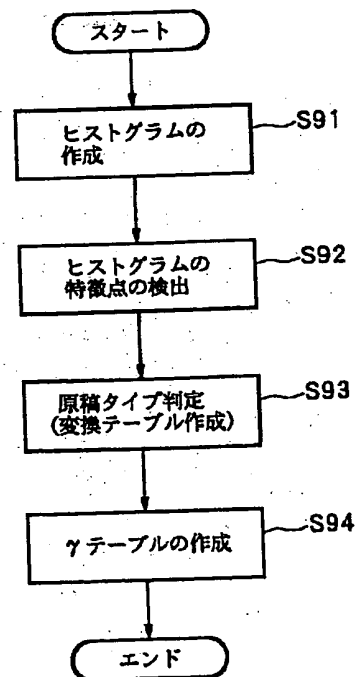 スタート
ヒストグラムの
作成
S91
ヒストグラムの
特徴点の検出
S92
原稿タイプ判定
(変換テーブル作成)
S93
γテーブルの作成
S94
エンド